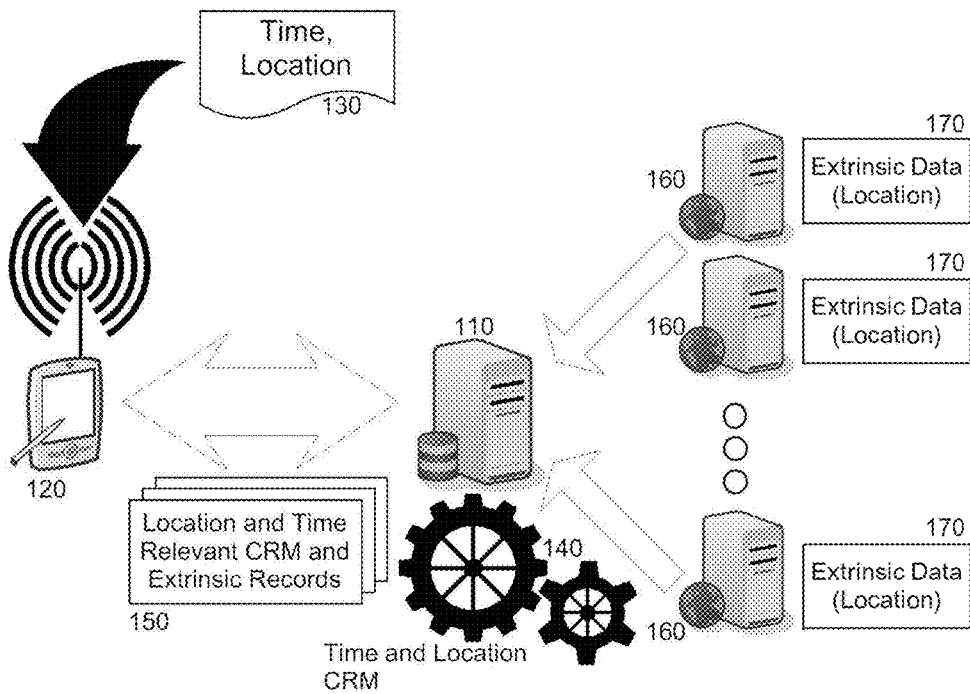 Time,
Location
130
170
160
Extrinsic Data
(Location)
170
160
Extrinsic Data
(Location)
110
120
Location and Time
Relevant CRM and
Extrinsic Records
150
140
Time and Location
CRM
170
160
Extrinsic Data
(Location)